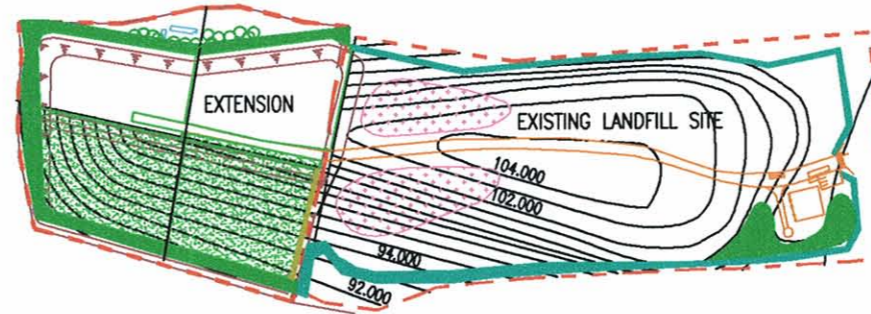 EXTENSION
EXISTING LANDFILL SITE
104.000
102.000
94.000
92.000